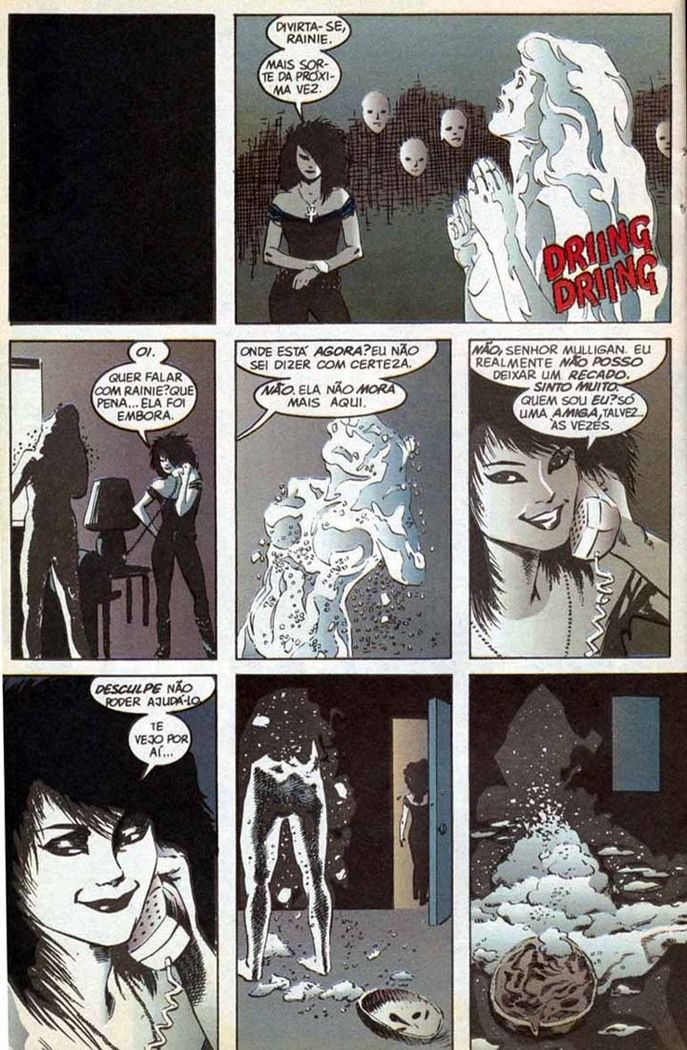 DIVIRTA-SE,
RAINIE.
MAIS SOR-
TE DA PRÓXI-
MA VEZ.
DRIING
DRIING
OI.
QUER FALAR
COM RAINIE? QUE
PENA... ELA FOI
EMBORA.
ONDE ESTÁ AGORA? EU NÃO
SEI DIZER COM CERTEZA.
NÃO. ELA NÃO MORA
MAIS AQUI.
NÃO, SENHOR MULLIGAN. EU
REALMENTE NÃO POSSO
DEIXAR UM RECADO.
SINTO MUITO.
QUEM SOU EU? SÓ
UMA AMIGA, TALVEZ...
ÀS VEZES.
DESCULPE NÃO
PODER AJUDÁ-LO.
TE
VEJO POR
AÍ...